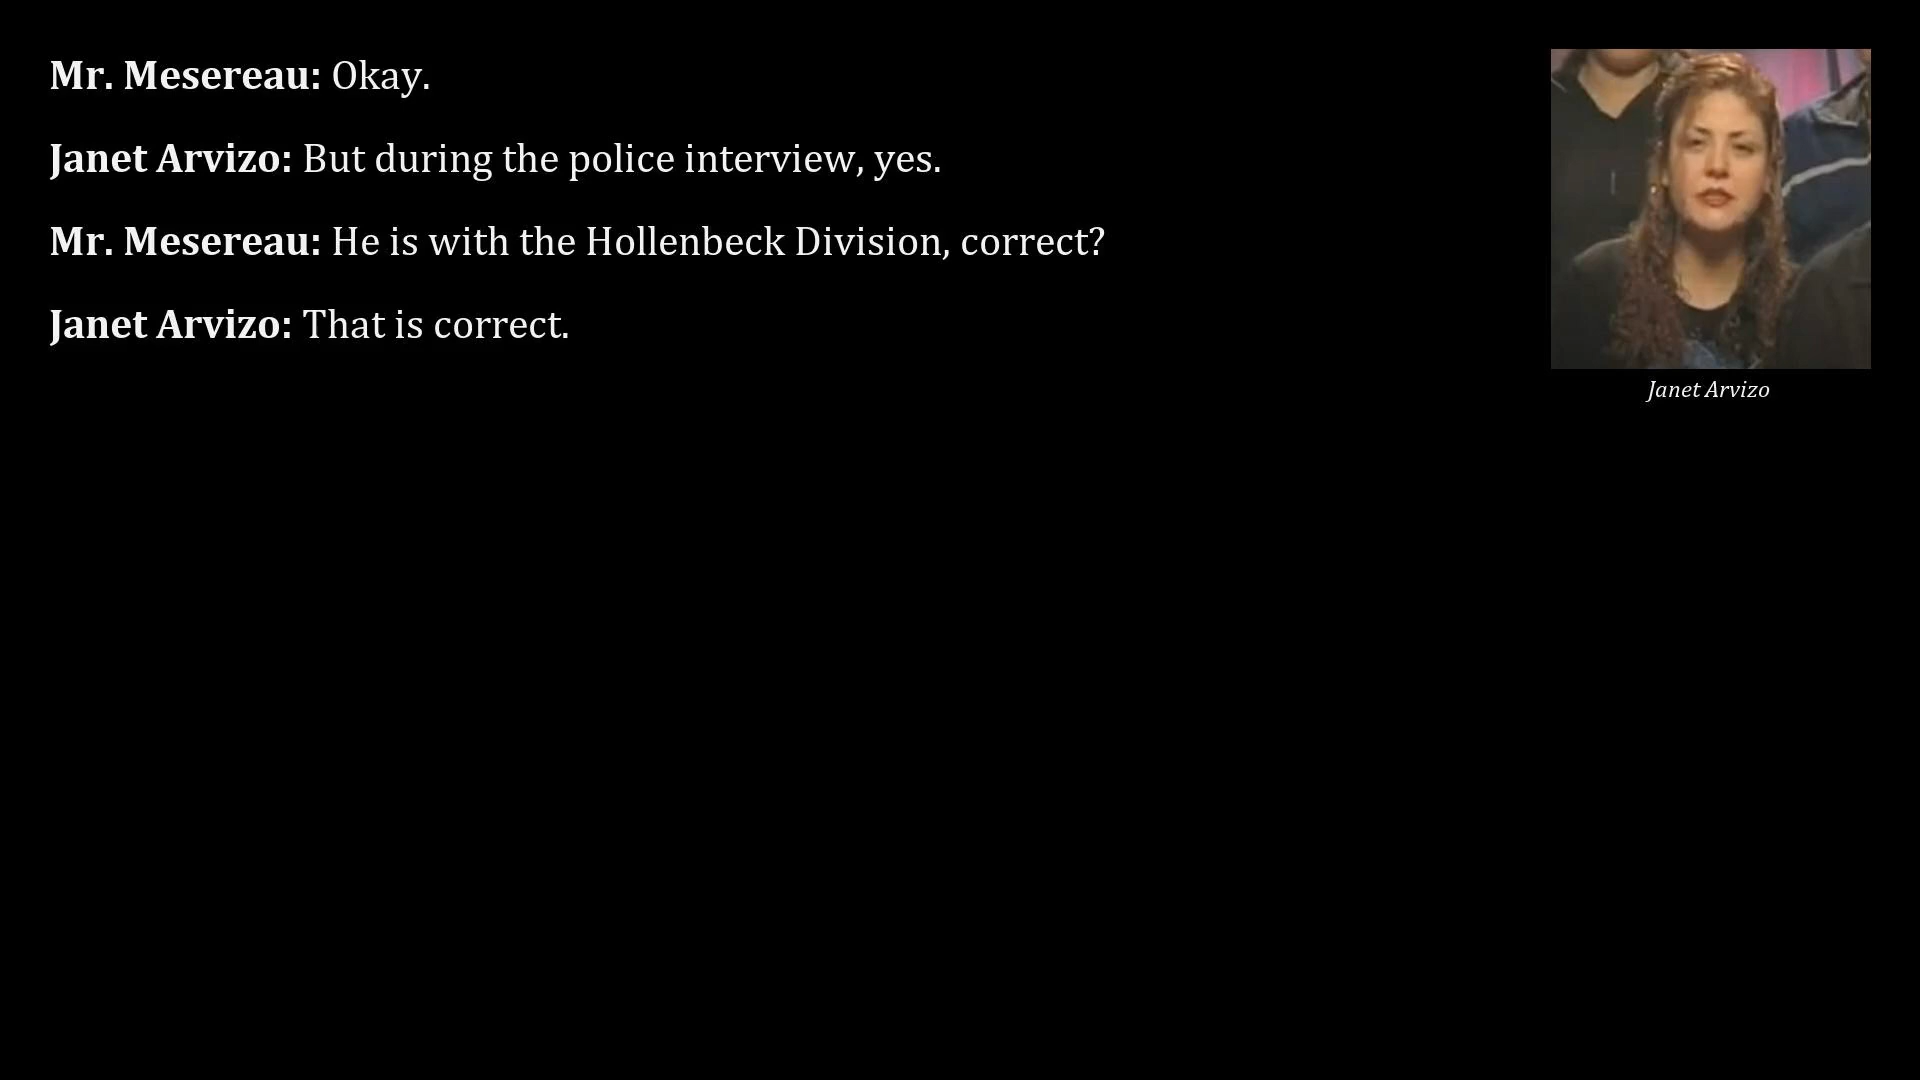 Mr. Mesereau: Okay.
Janet Arvizo: But during the police interview, yes.
Mr. Mesereau: He is with the Hollenbeck Division, correct?
Janet Arvizo: That is correct.
Janet Arvizo